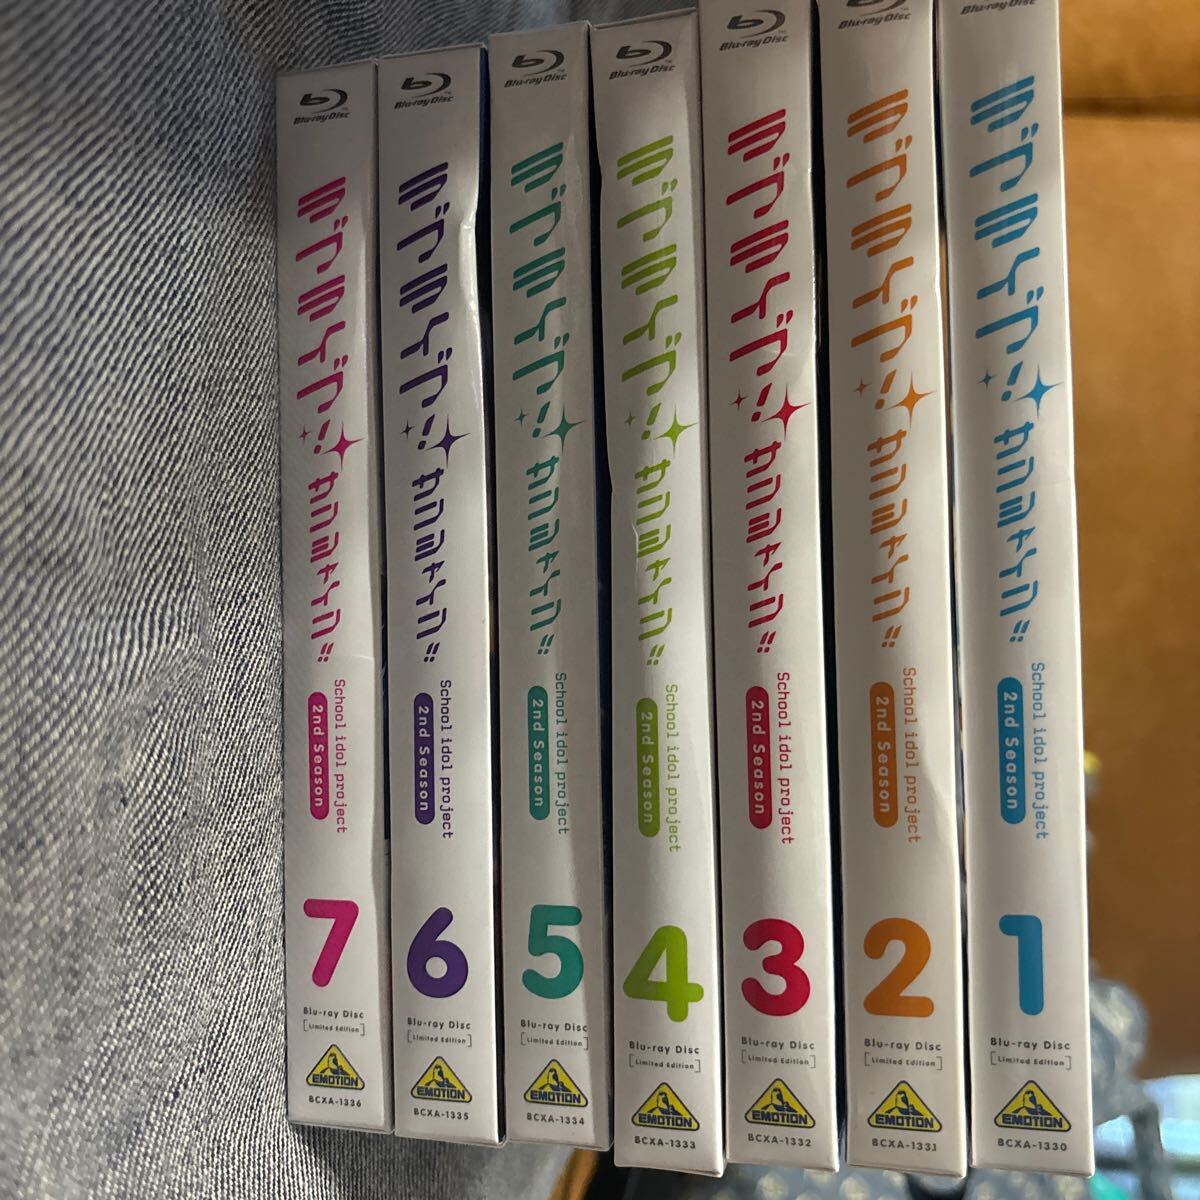 Blu-ray Disc
ラブライブ!サンシャイン!!
School idol project
2nd Season
7
Blu-ray Disc
[Limited Edition]
EMOTION
BCXA-1336
Blu-ray Disc
ラブライブ!サンシャイン!!
School idol project
2nd Season
6
Blu-ray Disc
[Limited Edition]
EMOTION
BCXA-1335
Blu-ray Disc
ラブライブ!サンシャイン!!
School idol project
2nd Season
5
Blu-ray Disc
[Limited Edition]
EMOTION
BCXA-1334
Blu-ray Disc
ラブライブ!サンシャイン!!
School idol project
2nd Season
4
Blu-ray Disc
[Limited Edition]
EMOTION
BCXA-1333
Blu-ray Disc
ラブライブ!サンシャイン!!
School idol project
2nd Season
3
Blu-ray Disc
[Limited Edition]
EMOTION
BCXA-1332
Blu-ray Disc
ラブライブ!サンシャイン!!
School idol project
2nd Season
2
Blu-ray Disc
[Limited Edition]
EMOTION
BCXA-1331
Blu-ray Disc
ラブライブ!サンシャイン!!
School idol project
2nd Season
1
Blu-ray Disc
[Limited Edition]
EMOTION
BCXA-1330